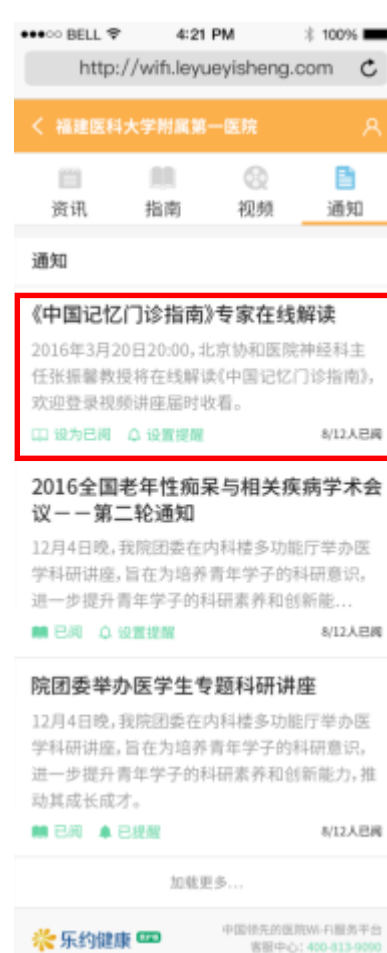 BELL 4:21 PM 100%
http://wifi.leyueyisheng.com
福建医科大学附属第一医院
资讯 指南 视频 通知
通知
《中国记忆门诊指南》专家在线解读
2016年3月20日20:00,北京协和医院神经科主
任张振馨教授将在线解读《中国记忆门诊指南》,
欢迎登录视频讲座届时收看。
设为已阅 设置提醒 8/12人已阅
2016全国老年性痴呆与相关疾病学术会
议——第二轮通知
12月4日晚,我院团委在内科楼多功能厅举办医
学科研讲座,旨在为培养青年学子的科研意识,
进一步提升青年学子的科研素养和创新能...
已阅 设置提醒 8/12人已阅
院团委举办医学生专题科研讲座
12月4日晚,我院团委在内科楼多功能厅举办医
学科研讲座,旨在为培养青年学子的科研意识,
进一步提升青年学子的科研素养和创新能力,推
动其成长成才。
已阅 已提醒 8/12人已阅
加载更多...
乐约健康
中国领先的医院Wi-Fi服务平台
客服中心: 400-813-9090